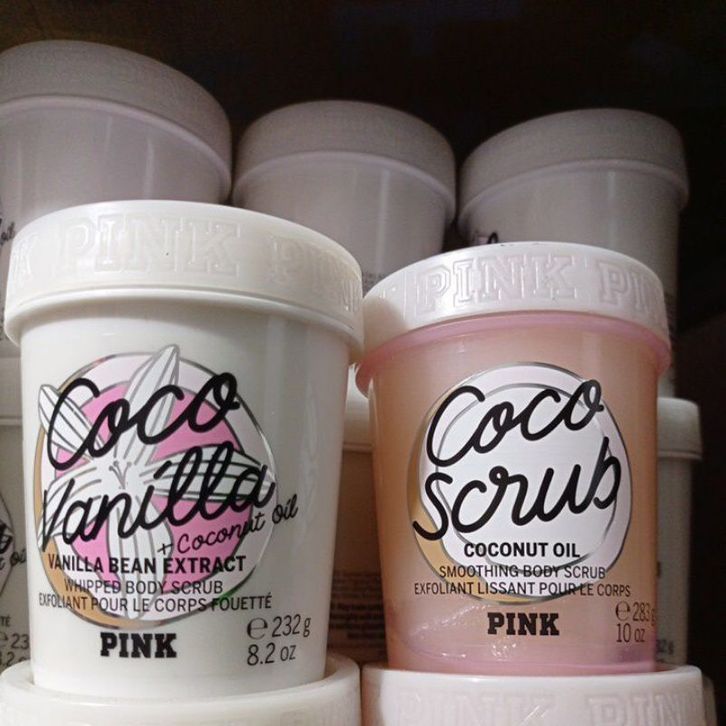 PINK
Coco
Vanilla
+ Coconut Oil
VANILLA BEAN EXTRACT
WHIPPED BODY SCRUB
EXFOLIANT POUR LE CORPS FOUETTÉ
PINK
e 232 g
8.2 oz
PINK
Coco
Scrub
COCONUT OIL
SMOOTHING BODY SCRUB
EXFOLIANT LISSANT POUR LE CORPS
PINK
e 283 g
10 oz